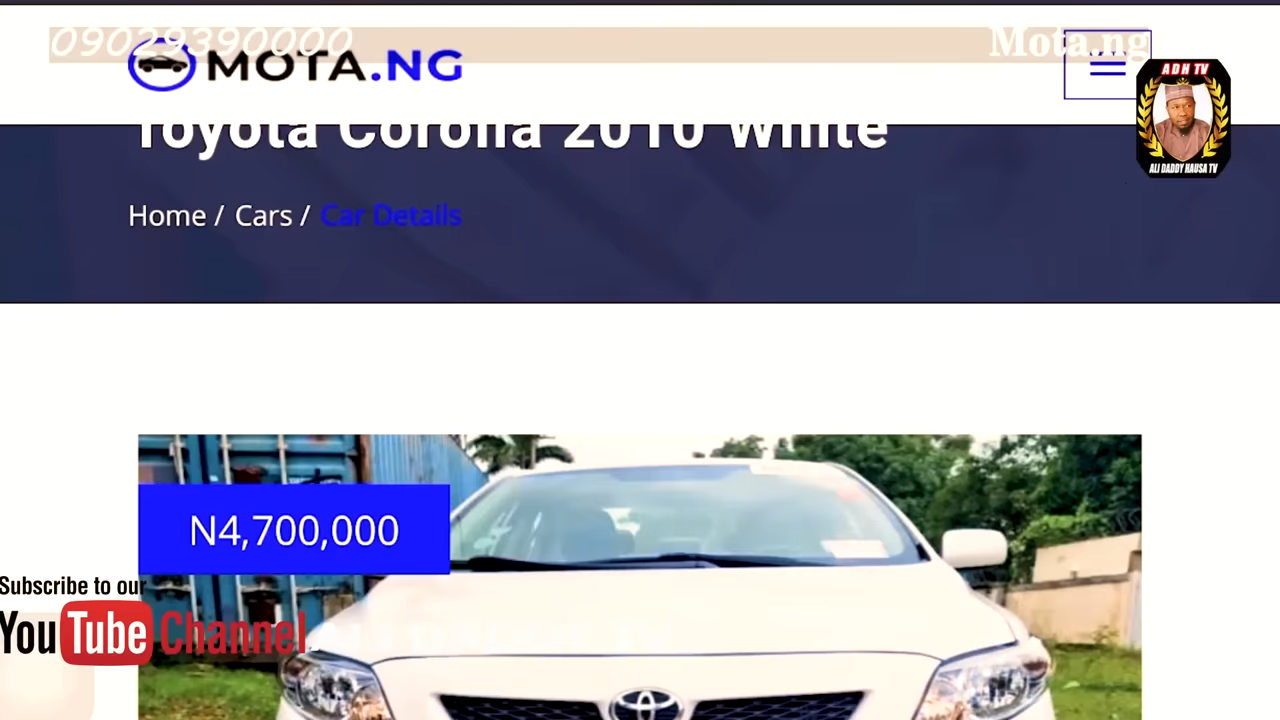 09029390000
Mota.ng
MOTA.NG
ADH TV
ALI DADDY HAUSA TV
Toyota Corolla 2010 White
Home / Cars / Car Details
N4,700,000
Subscribe to our
YouTube Channel